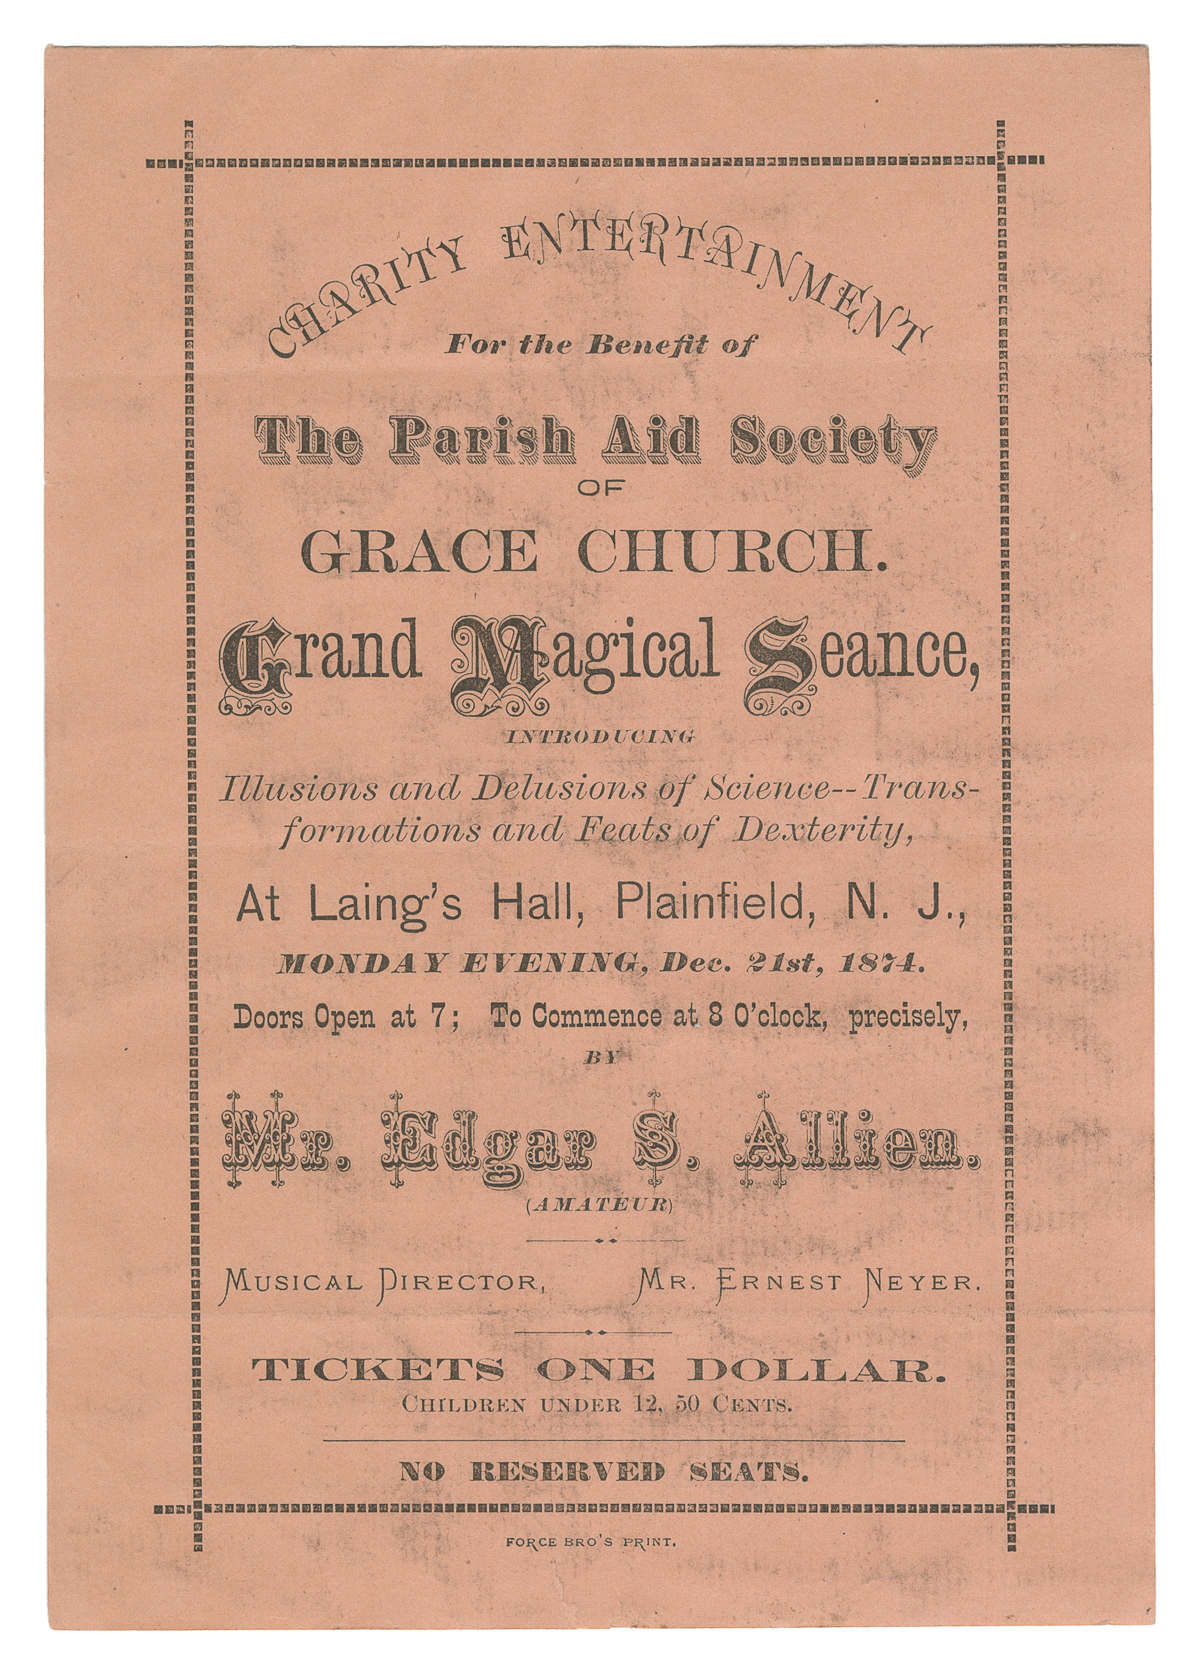 CHARITY ENTERTAINMENT
For the Benefit of
The Parish Aid Society
OF
GRACE CHURCH.
Grand Magical Seance,
INTRODUCING
Illusions and Delusions of Science--Trans-
formations and Feats of Dexterity,
At Laing's Hall, Plainfield, N. J.,
MONDAY EVENING, Dec. 21st, 1874.
Doors Open at 7; To Commence at 8 O'clock, precisely,
BY
Mr. Edgar S. Allien.
(AMATEUR)
MUSICAL DIRECTOR, MR. ERNEST NEYER.
TICKETS ONE DOLLAR.
CHILDREN UNDER 12, 50 CENTS.
NO RESERVED SEATS.
FORCE BRO'S PRINT.